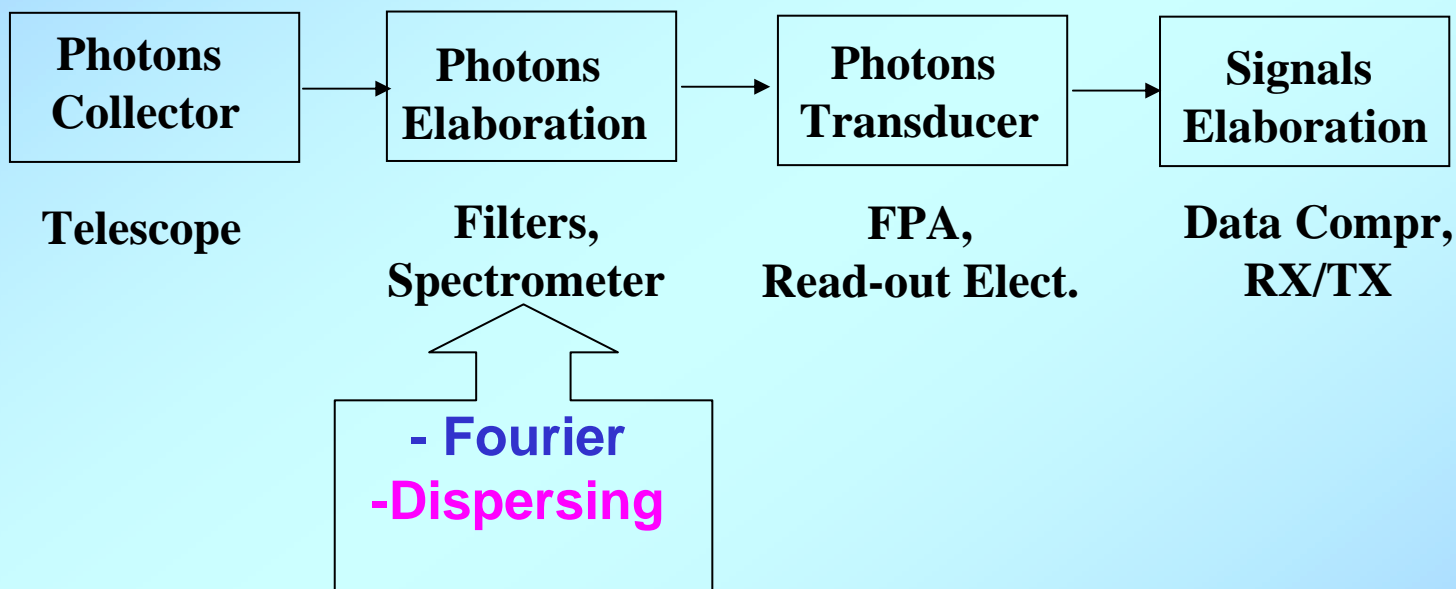 Photons
Collector
Photons
Elaboration
Photons
Transducer
Signals
Elaboration
Telescope
Filters,
Spectrometer
FPA,
Read-out Elect.
Data Compr,
RX/TX
- Fourier
-Dispersing